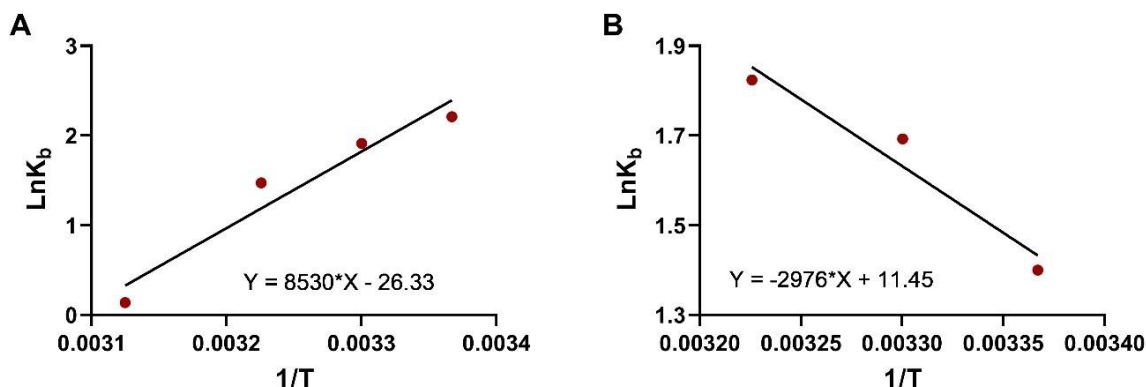 A
3
2
1
0
LnK_b
Y = 8530*X - 26.33
0.0031
0.0032
0.0033
0.0034
1/T
B
1.9
1.7
1.5
1.3
LnK_b
Y = -2976*X + 11.45
0.00320
0.00325
0.00330
0.00335
0.00340
1/T